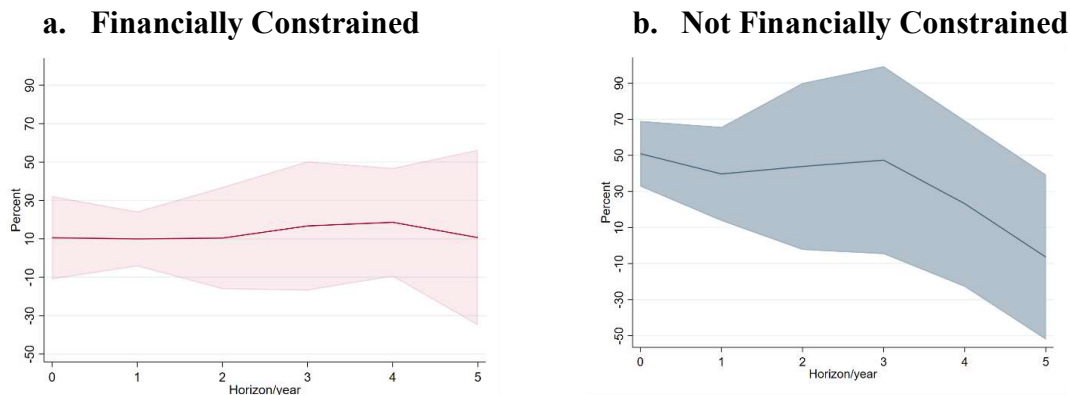 a. Financially Constrained
b. Not Financially Constrained
Percent
90
70
50
30
10
-10
-30
-50
0 1 2 3 4 5
Horizon/year
Percent
90
70
50
30
10
-10
-30
-50
0 1 2 3 4 5
Horizon/year